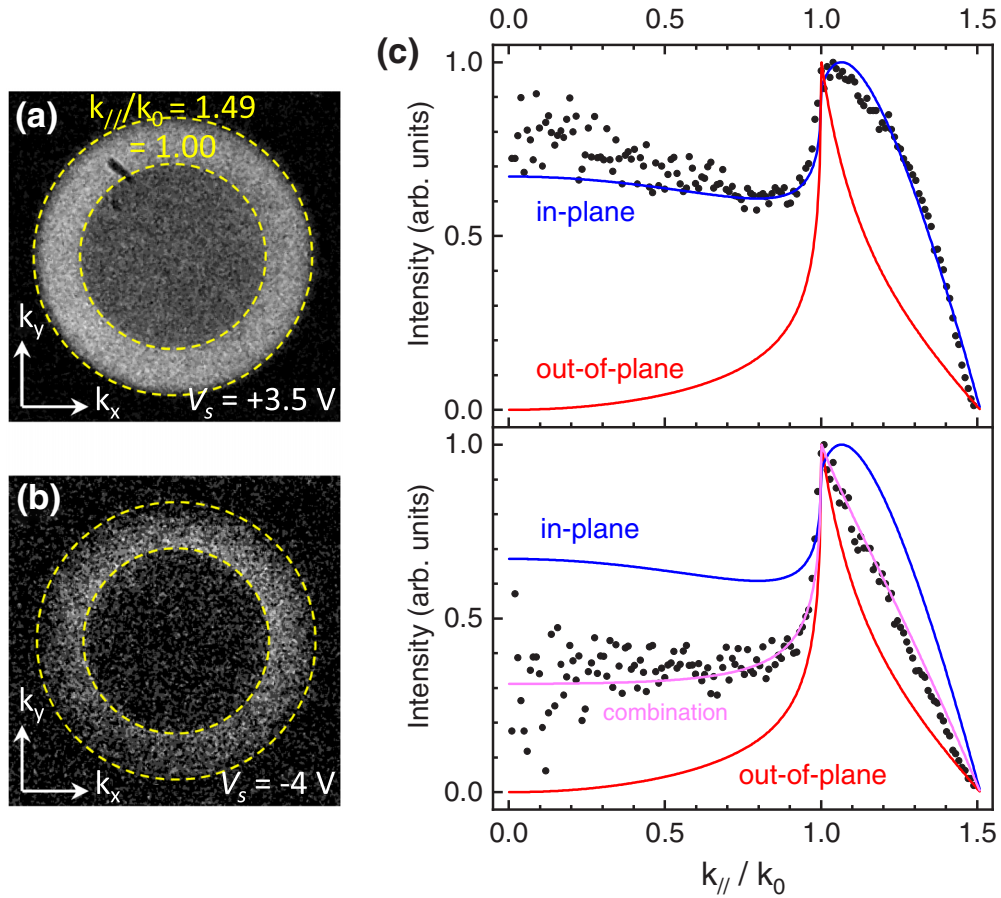 (a)
k// /k0 = 1.49
= 1.00
ky
kx
Vs = +3.5 V
(b)
ky
kx
Vs = -4 V
(c)
0.0 0.5 1.0 1.5
1.0
0.5
0.0
Intensity (arb. units)
in-plane
out-of-plane
1.0
0.5
0.0
Intensity (arb. units)
in-plane
combination
out-of-plane
0.0 0.5 1.0 1.5
k// / k0